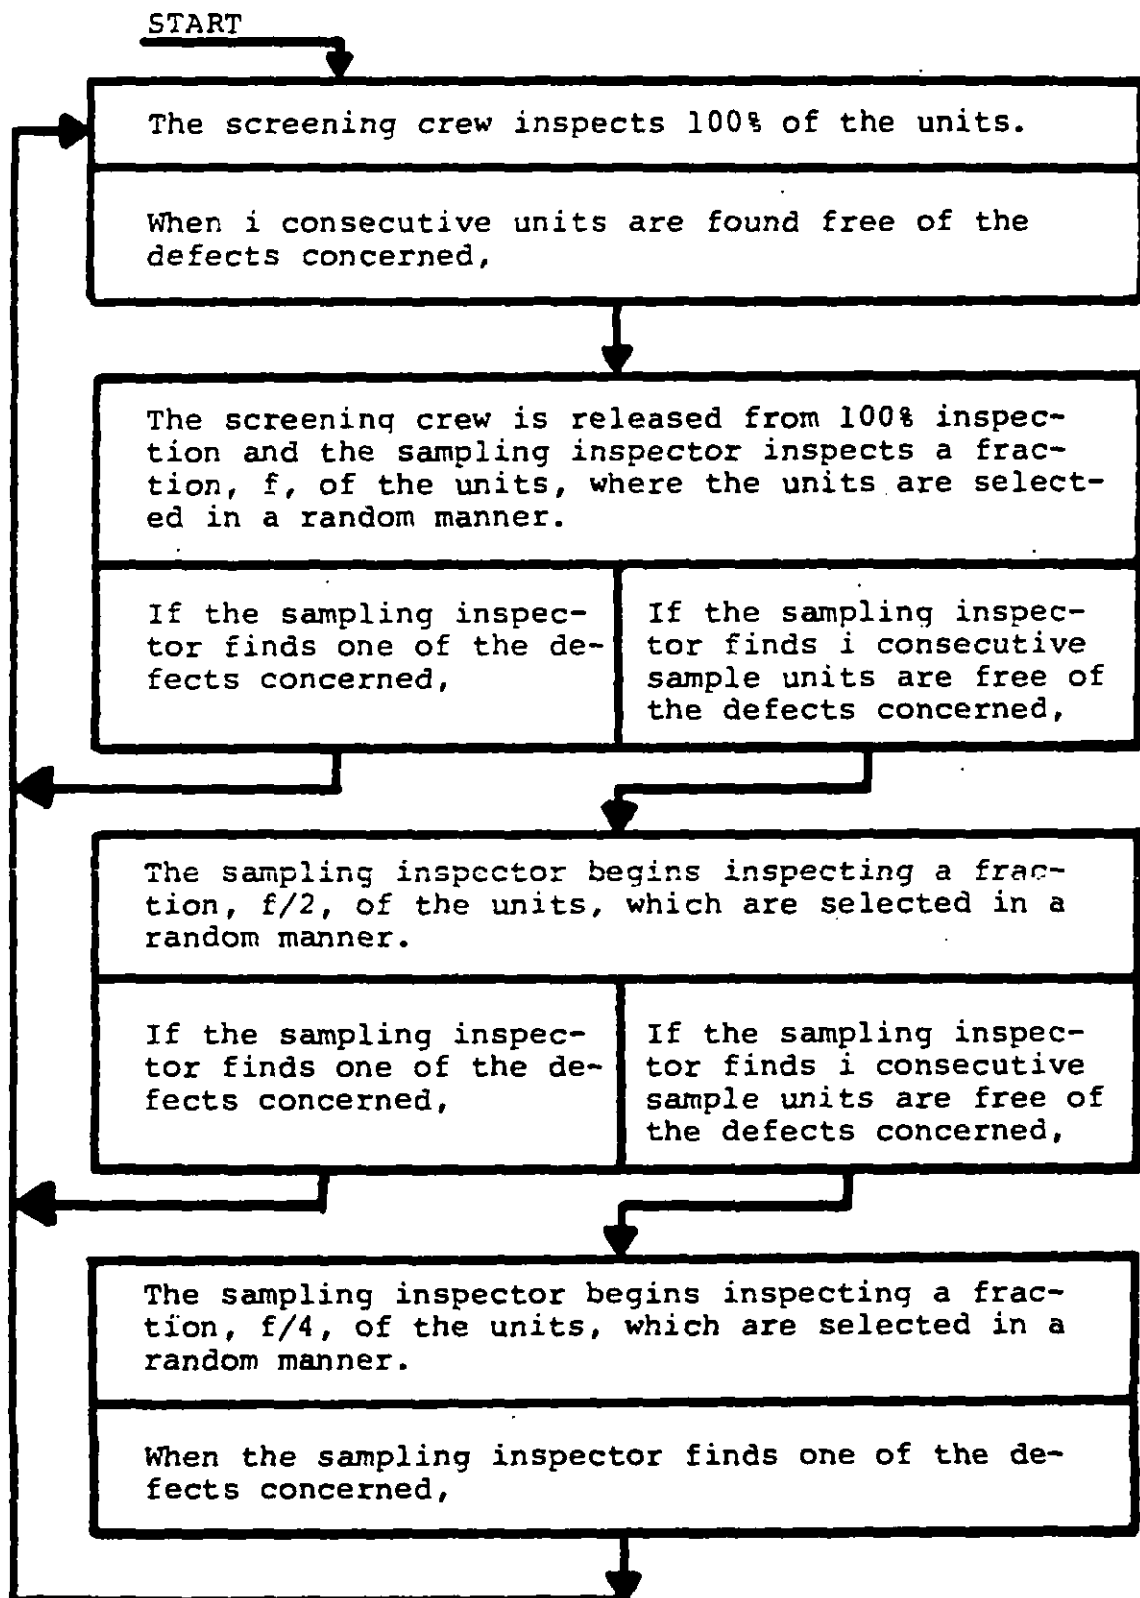 START
The screening crew inspects 100% of the units.
When i consecutive units are found free of the
defects concerned,
The screening crew is released from 100% inspec-
tion and the sampling inspector inspects a frac-
tion, f, of the units, where the units are select-
ed in a random manner.
If the sampling inspec-
tor finds one of the de-
fects concerned,
If the sampling inspec-
tor finds i consecutive
sample units are free of
the defects concerned,
The sampling inspector begins inspecting a frac-
tion, f/2, of the units, which are selected in a
random manner.
If the sampling inspec-
tor finds one of the de-
fects concerned,
If the sampling inspec-
tor finds i consecutive
sample units are free of
the defects concerned,
The sampling inspector begins inspecting a frac-
tion, f/4, of the units, which are selected in a
random manner.
When the sampling inspector finds one of the de-
fects concerned,